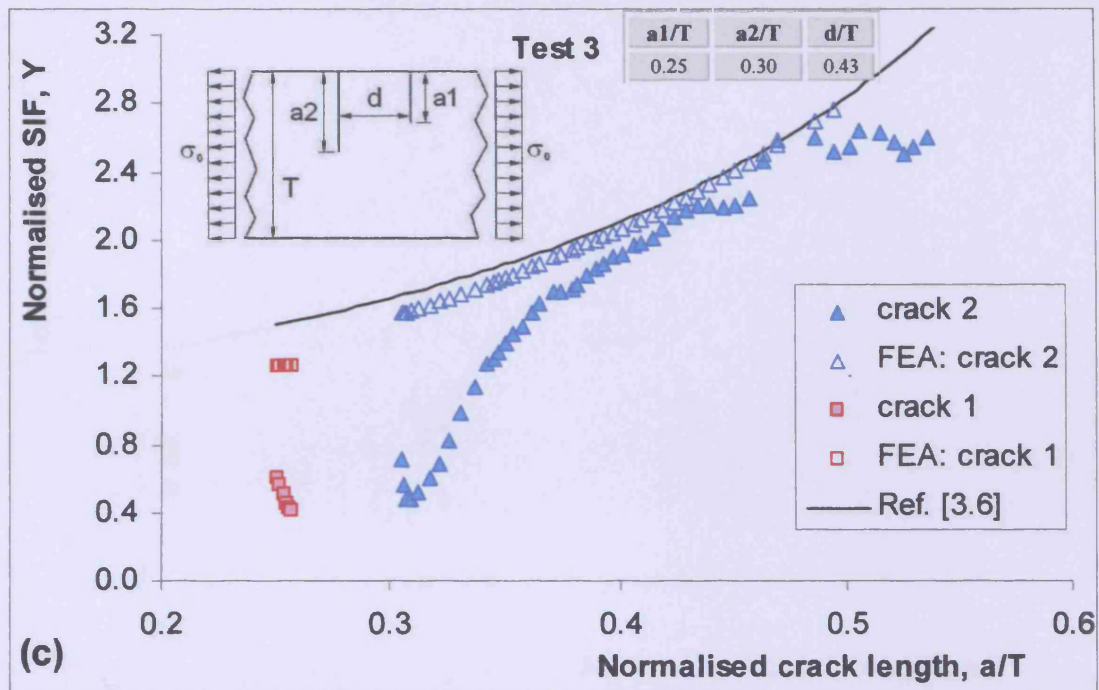 Test 3
a1/T a2/T d/T
0.25 0.30 0.43
Normaliised SIF, Y
3.2
2.8
2.4
2.0
1.6
1.2
0.8
0.4
0.0
a2
d
a1
σ₀
σ₀
T
crack 2
FEA: crack 2
crack 1
FEA: crack 1
Ref. [3.6]
0.2 0.3 0.4 0.5 0.6
(c)
Normalised crack length, a/T